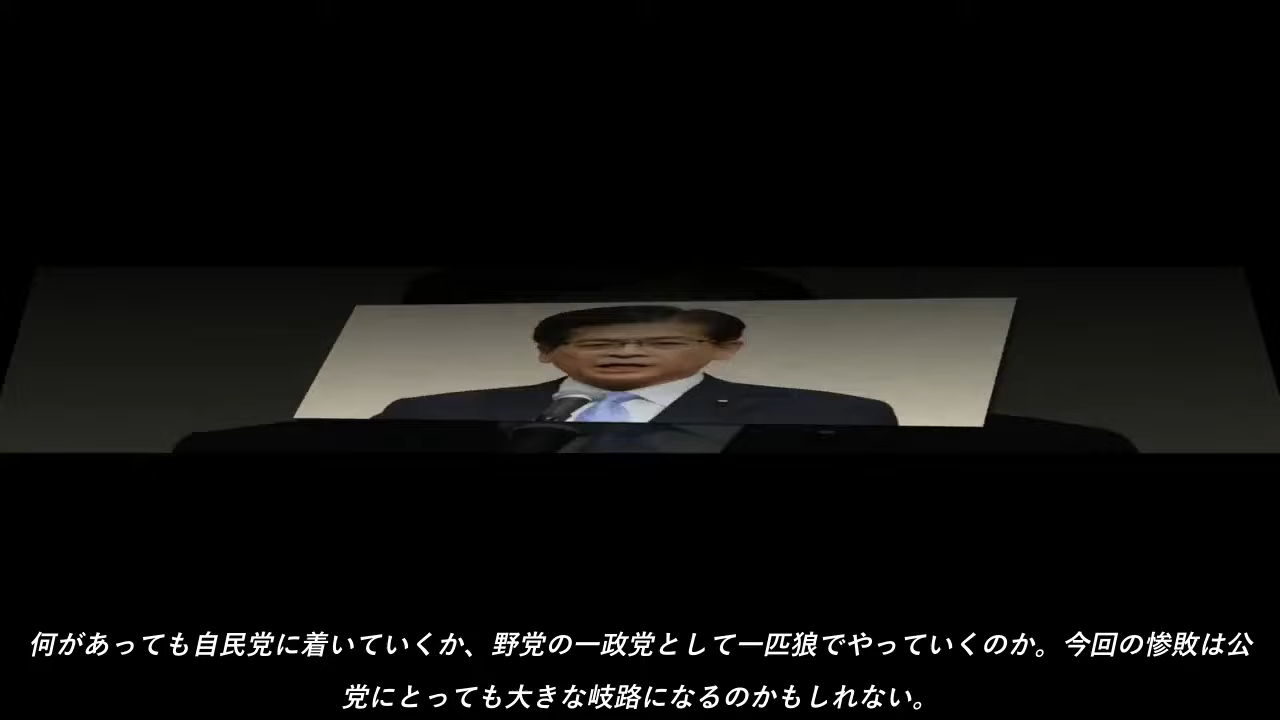 何があっても自民党に着いていくか、野党の一政党として一匹狼でやっていくのか。今回の惨敗は公
党にとっても大きな岐路になるのかもしれない。